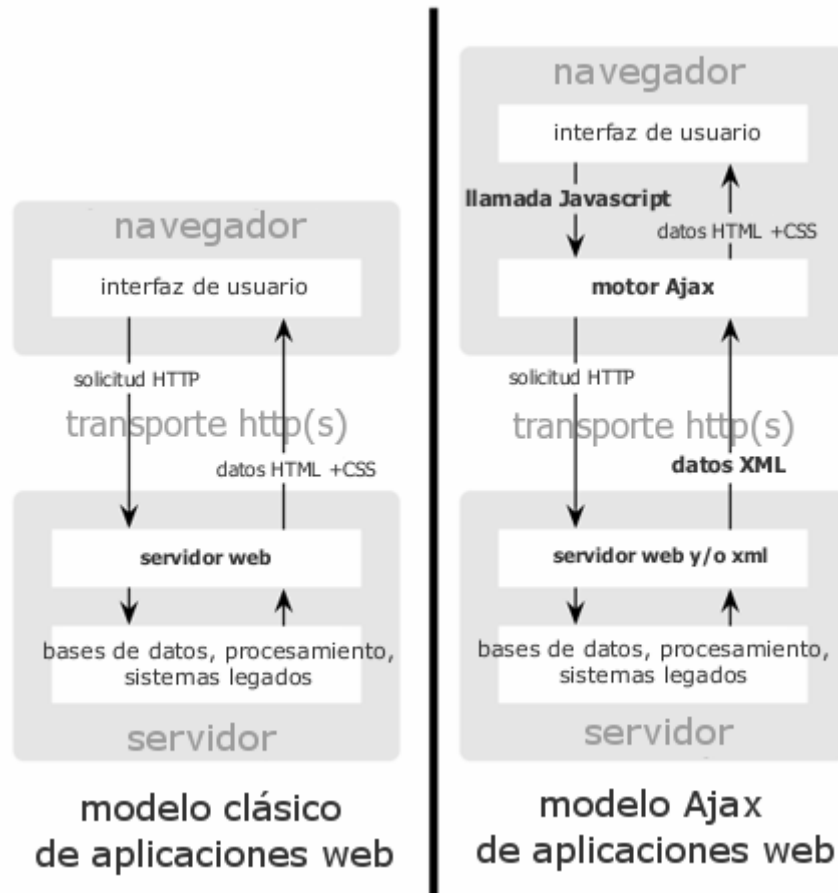 navegador
interfaz de usuario
solicitud HTTP
transporte http(s)
datos HTML +CSS
servidor web
bases de datos, procesamiento,
sistemas legados
servidor
modelo clásico
de aplicaciones web
navegador
interfaz de usuario
llamada Javascript
datos HTML +CSS
motor Ajax
solicitud HTTP
transporte http(s)
datos XML
servidor web y/o xml
bases de datos, procesamiento,
sistemas legados
servidor
modelo Ajax
de aplicaciones web